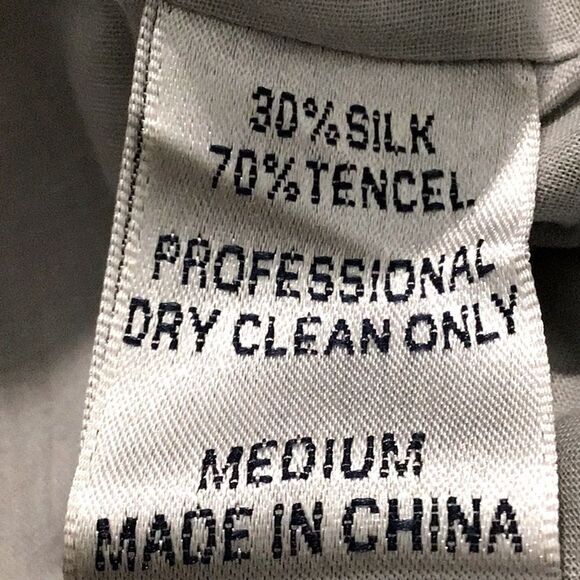 30% SILK
70% TENCEL
PROFESSIONAL
DRY CLEAN ONLY
MEDIUM
MADE IN CHINA